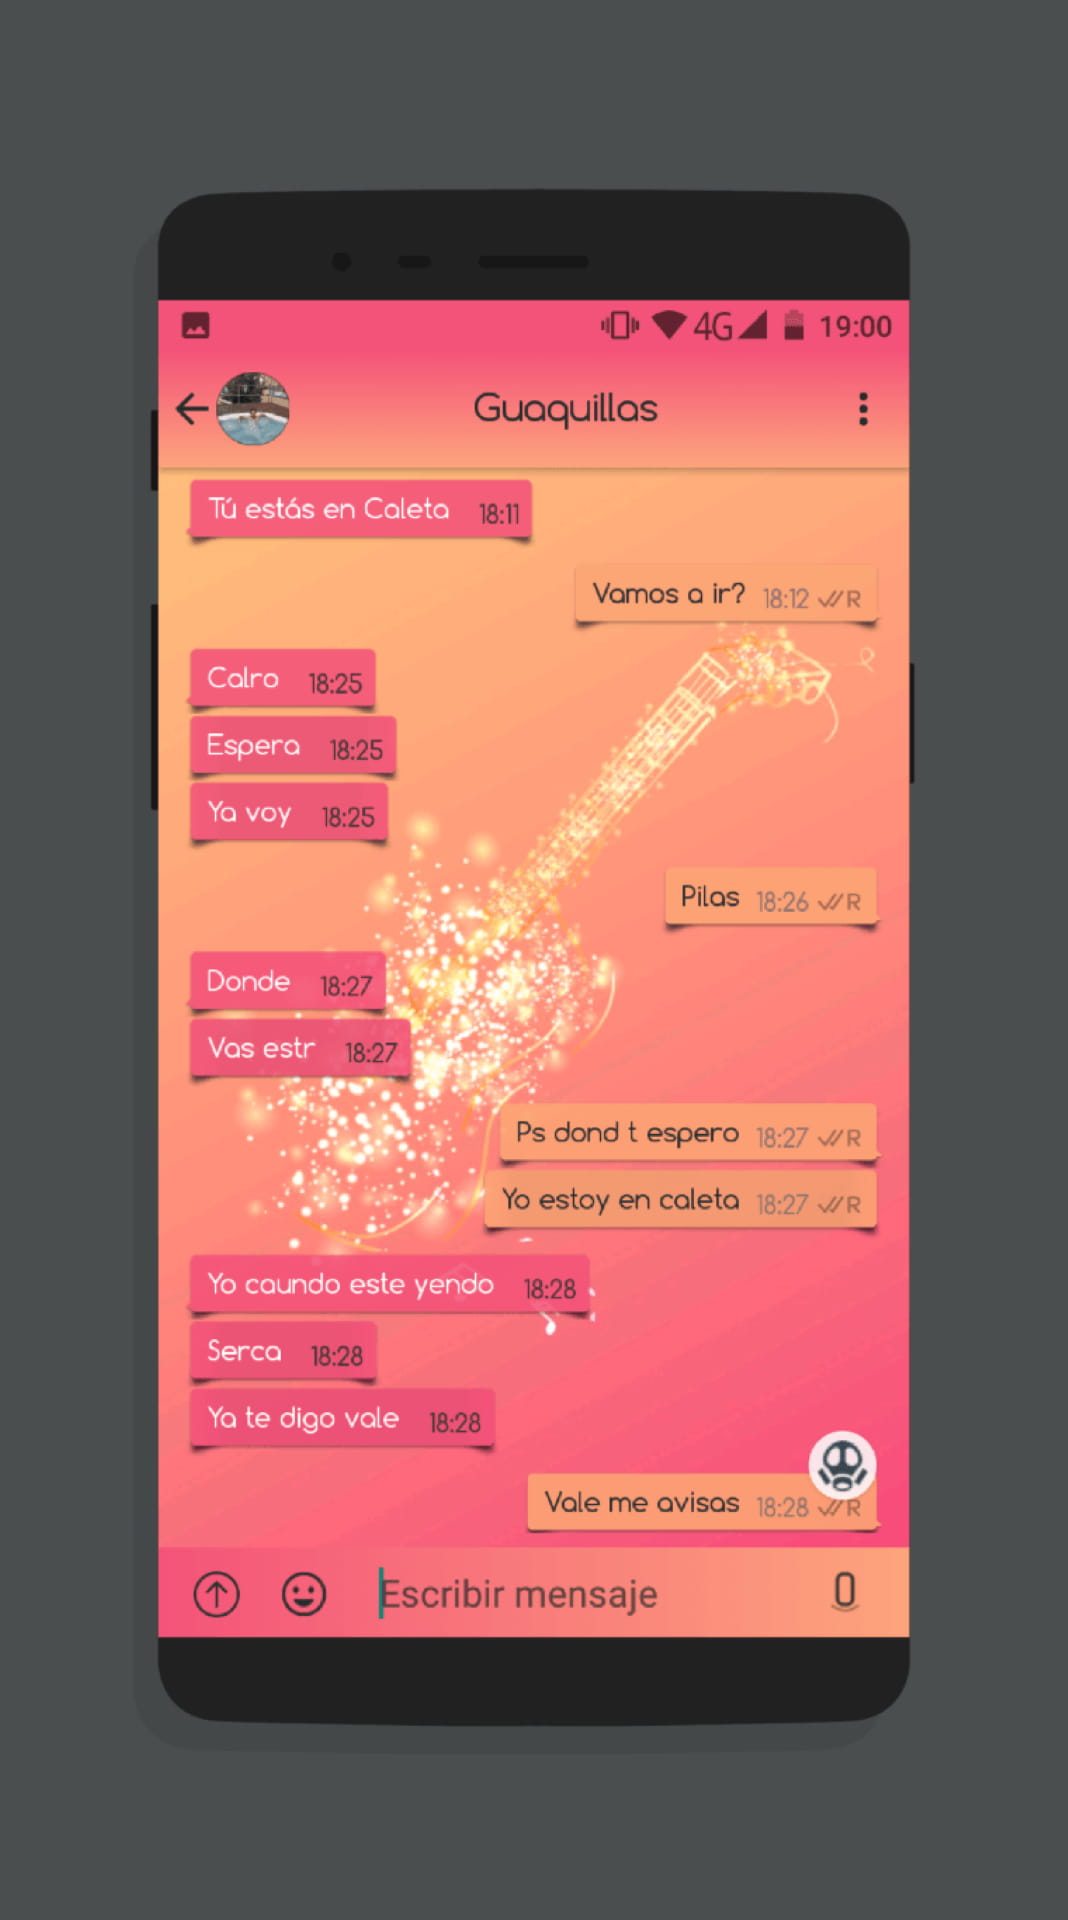 4G 19:00
Guaquillas
Tú estás en Caleta 18:11
Vamos a ir? 18:12 R
Calro 18:25
Espera 18:25
Ya voy 18:25
Pilas 18:26 R
Donde 18:27
Vas estr 18:27
Ps dond t espero 18:27 R
Yo estoy en caleta 18:27 R
Yo caundo este yendo 18:28
Serca 18:28
Ya te digo vale 18:28
Vale me avisas 18:28 R
Escribir mensaje